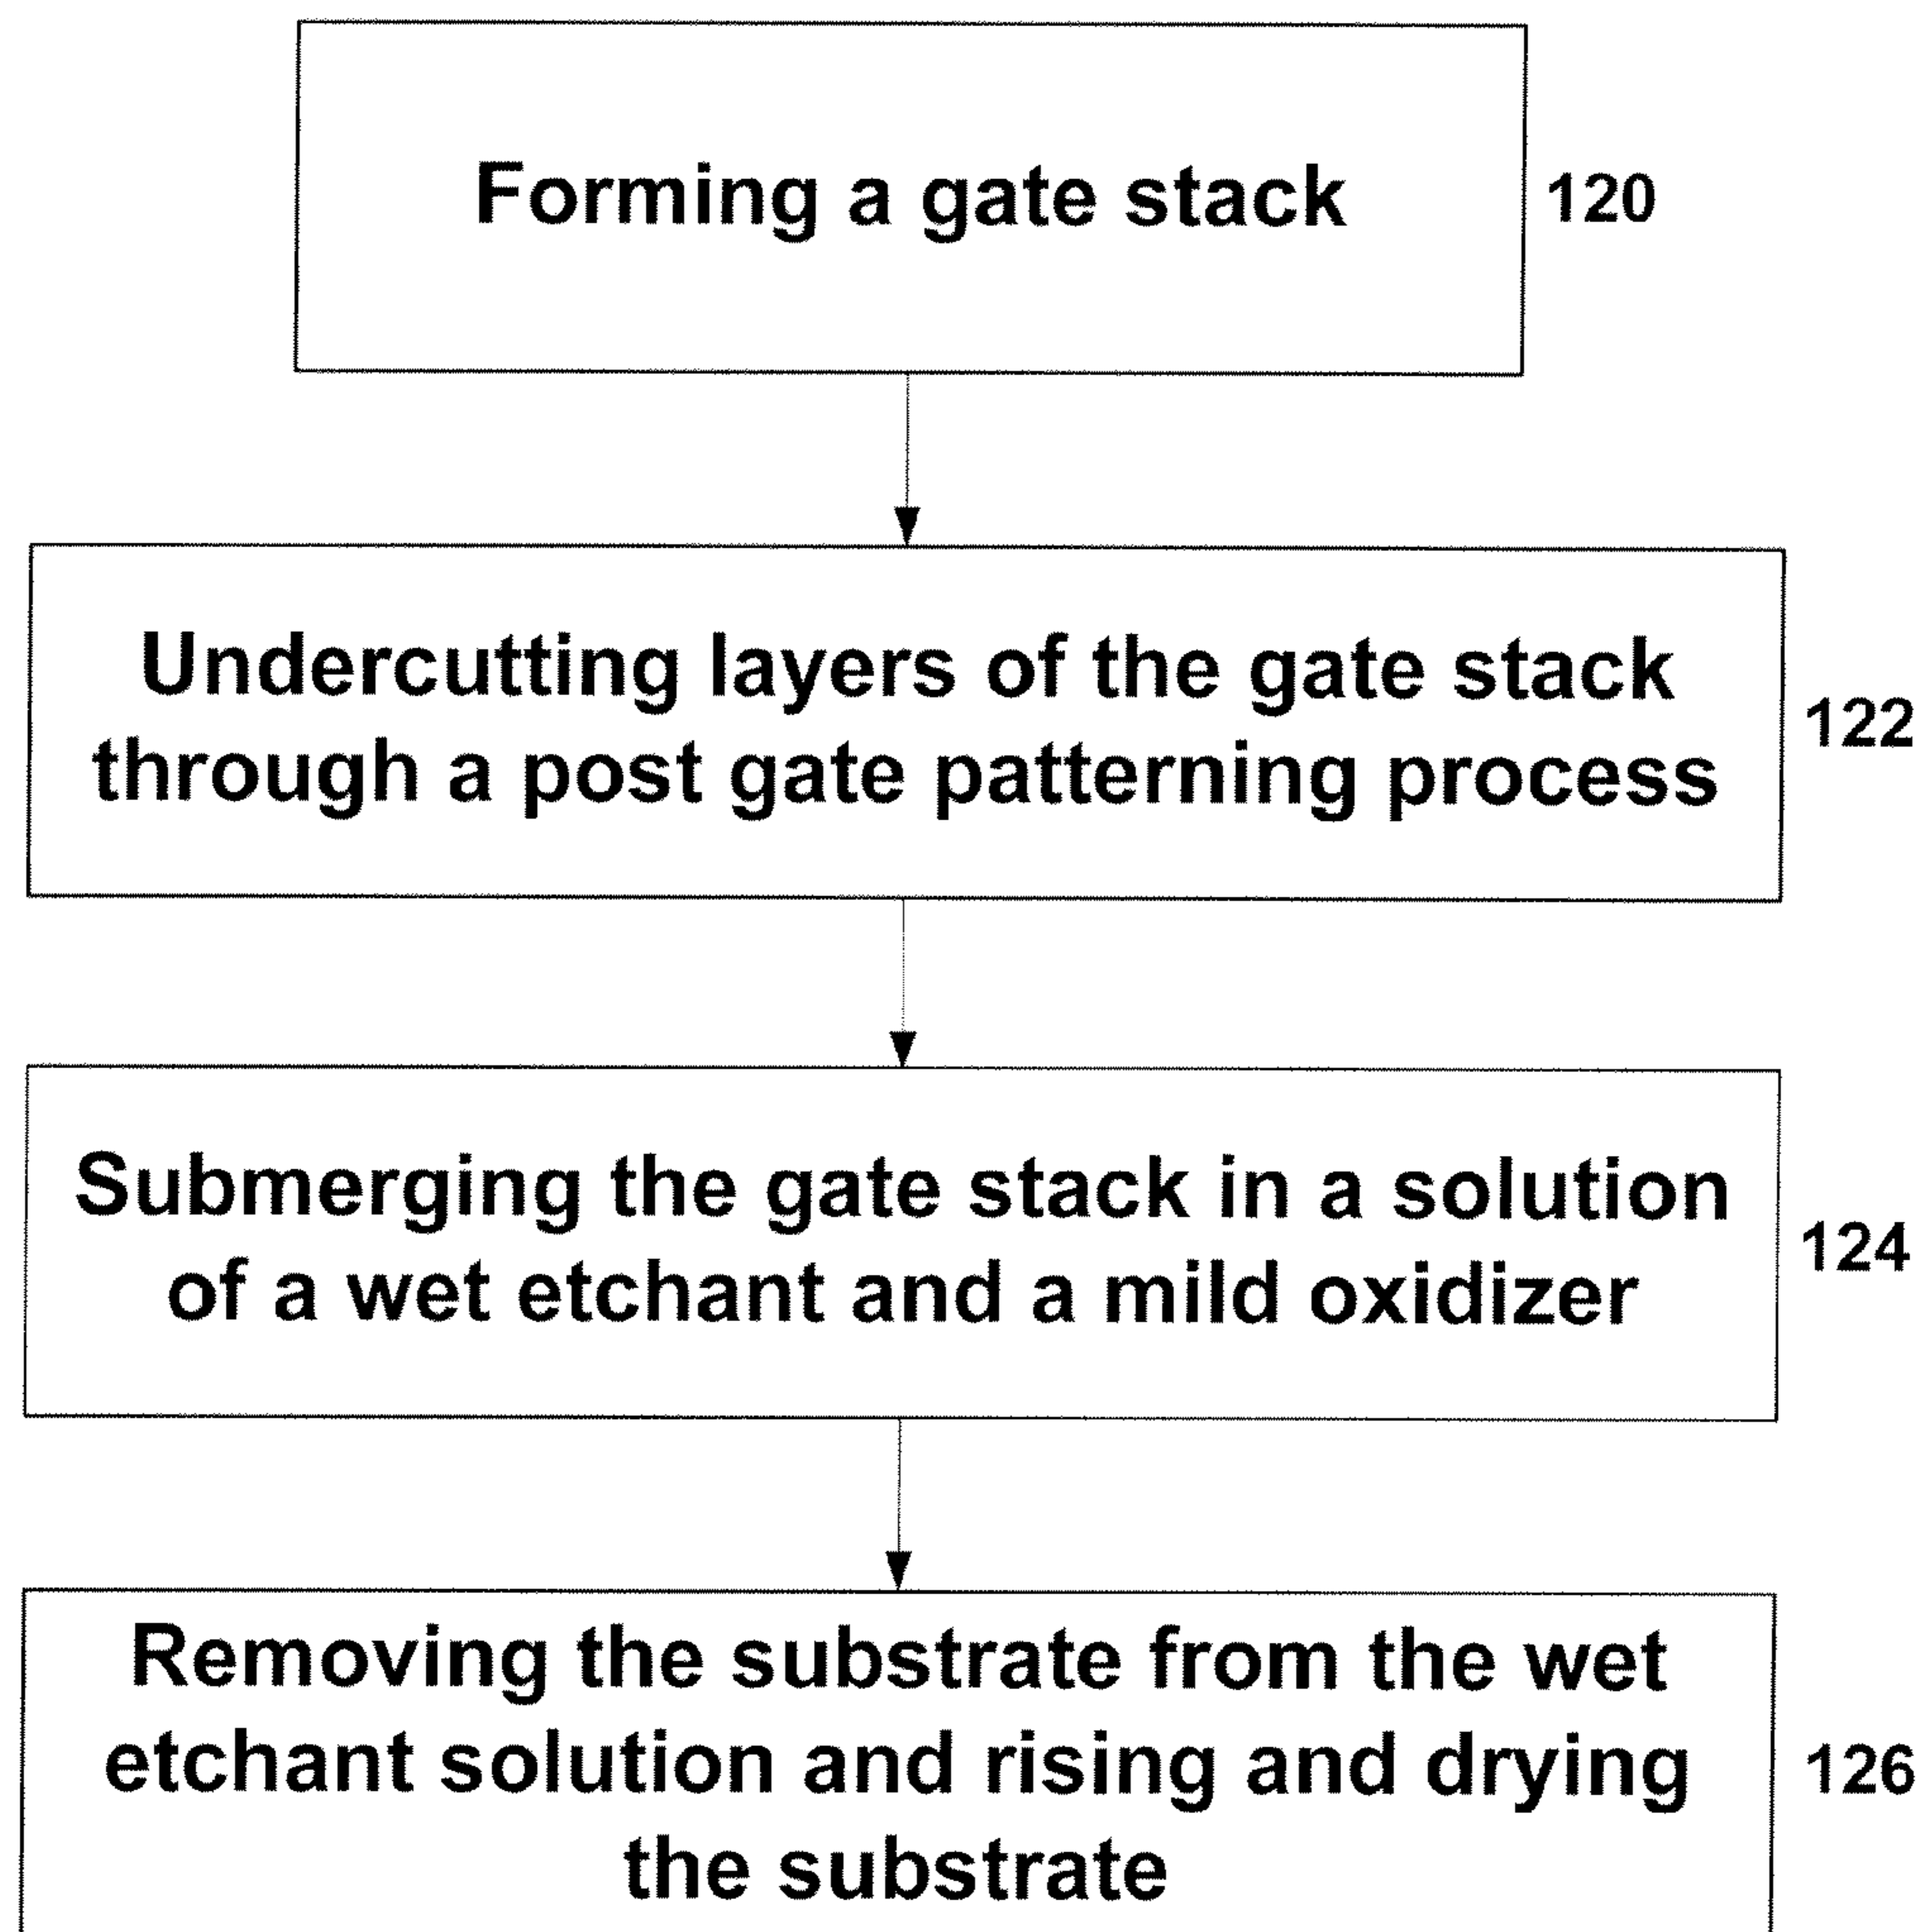 Forming a gate stack
120
Undercutting layers of the gate stack
through a post gate patterning process
122
Submerging the gate stack in a solution
of a wet etchant and a mild oxidizer
124
Removing the substrate from the wet
etchant solution and rising and drying
the substrate
126